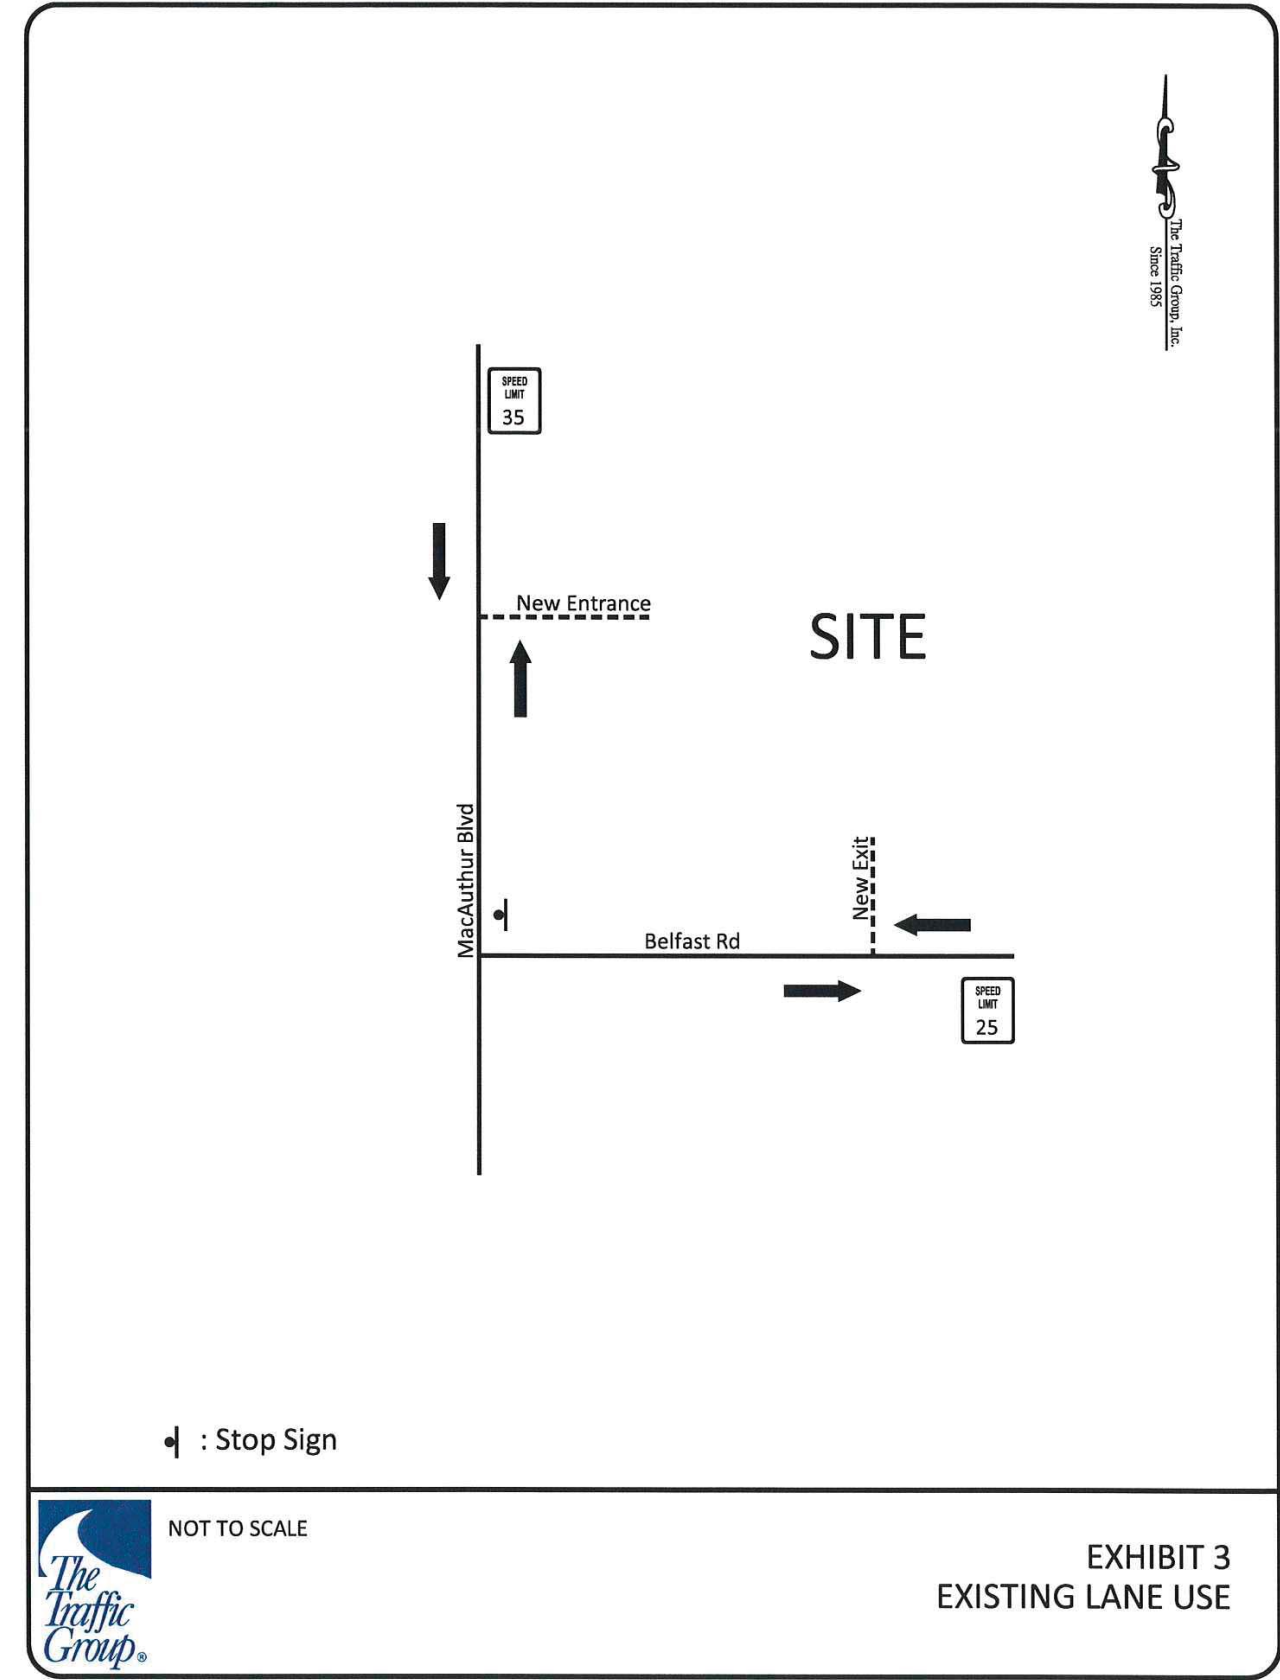 The Traffic Group, Inc.
Since 1985
SPEED
LIMIT
35
New Entrance
SITE
MacAuthur Blvd
New Exit
Belfast Rd
SPEED
LIMIT
25
: Stop Sign
NOT TO SCALE
The
Traffic
Group®
EXHIBIT 3
EXISTING LANE USE